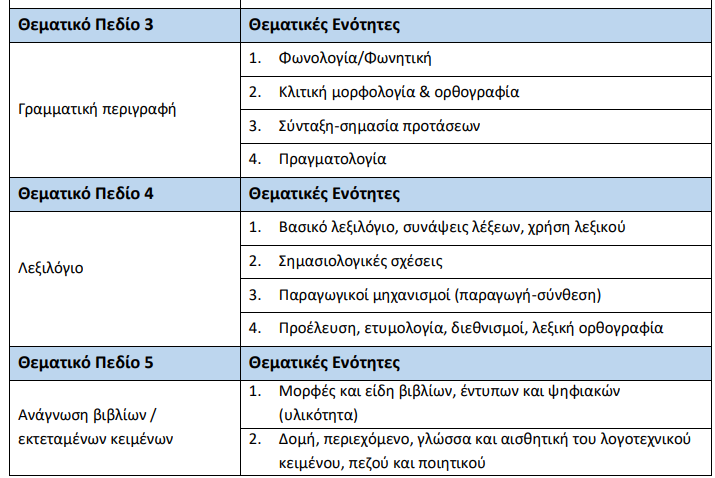 Θεματικό Πεδίο 3
Θεματικές Ενότητες
Γραμματική περιγραφή
1. Φωνολογία/Φωνητική
2. Κλιτική μορφολογία & ορθογραφία
3. Σύνταξη-σημασία προτάσεων
4. Πραγματολογία
Θεματικό Πεδίο 4
Θεματικές Ενότητες
Λεξιλόγιο
1. Βασικό λεξιλόγιο, συνάψεις λέξεων, χρήση λεξικού
2. Σημασιολογικές σχέσεις
3. Παραγωγικοί μηχανισμοί (παραγωγή-σύνθεση)
4. Προέλευση, ετυμολογία, διεθνισμοί, λεξική ορθογραφία
Θεματικό Πεδίο 5
Θεματικές Ενότητες
Ανάγνωση βιβλίων /
εκτεταμένων κειμένων
1. Μορφές και είδη βιβλίων, έντυπων και ψηφιακών
(υλικότητα)
2. Δομή, περιεχόμενο, γλώσσα και αισθητική του λογοτεχνικού
κειμένου, πεζού και ποιητικού